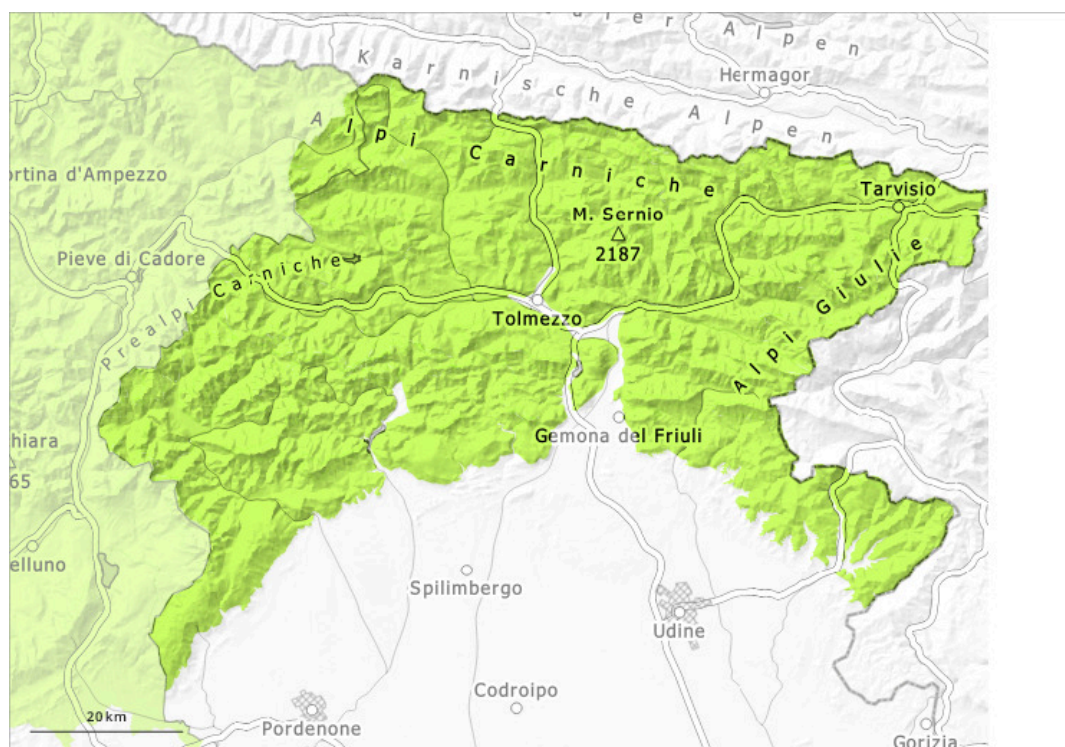 Alpen
Karnische Alpen
Hermagor
Alpi Carniche
ortina d'Ampezzo
Tarvisio
M. Sernio
2187
Pieve di Cadore
Prealpi Carniche
Alpi Giulie
Tolmezzo
Gemona del Friuli
hiara
65
elluno
Spilimbergo
Udine
Codroipo
20 km
Pordenone
Gorizia